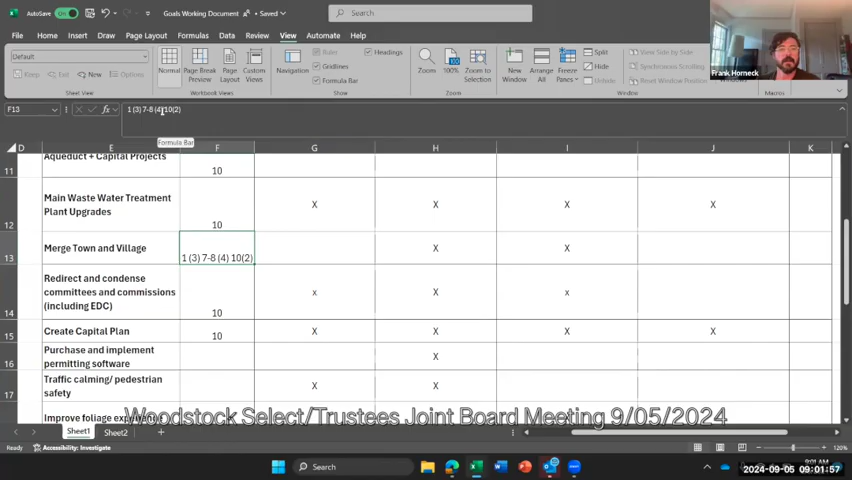 AutoSave On Goals Working Document • Saved Search
File Home Insert Draw Page Layout Formulas Data Review View Automate Help
Default
Keep Exit New Options
Sheet View
Normal Page Break Preview Page Layout Custom Views
Workbook Views
Navigation Ruler Gridlines Formula Bar Headings
Show
Zoom 100% Zoom to Selection
Zoom
New Window Arrange All Freeze Panes Split Hide
View Side by Side
Reset Window Position
Macros
Frank Horneck
F13 fx 1 (3) 7-8 (4) 10(2)
Formula Bar
D E F G H I J K
11 Aqueduct + Capital Projects 10
12 Main Waste Water Treatment Plant Upgrades 10 X X X X
13 Merge Town and Village 1 (3) 7-8 (4) 10(2) X X
14 Redirect and condense committees and commissions (including EDC) 10 x X x
15 Create Capital Plan 10 X X X X
16 Purchase and implement permitting software X
17 Traffic calming/ pedestrian safety X X
Improve foliage
Woodstock Select/Trustees Joint Board Meeting 9/05/2024
Sheet1 Sheet2 +
Ready Accessibility: Investigate 120%
Search
2024-09-05 09:01:57